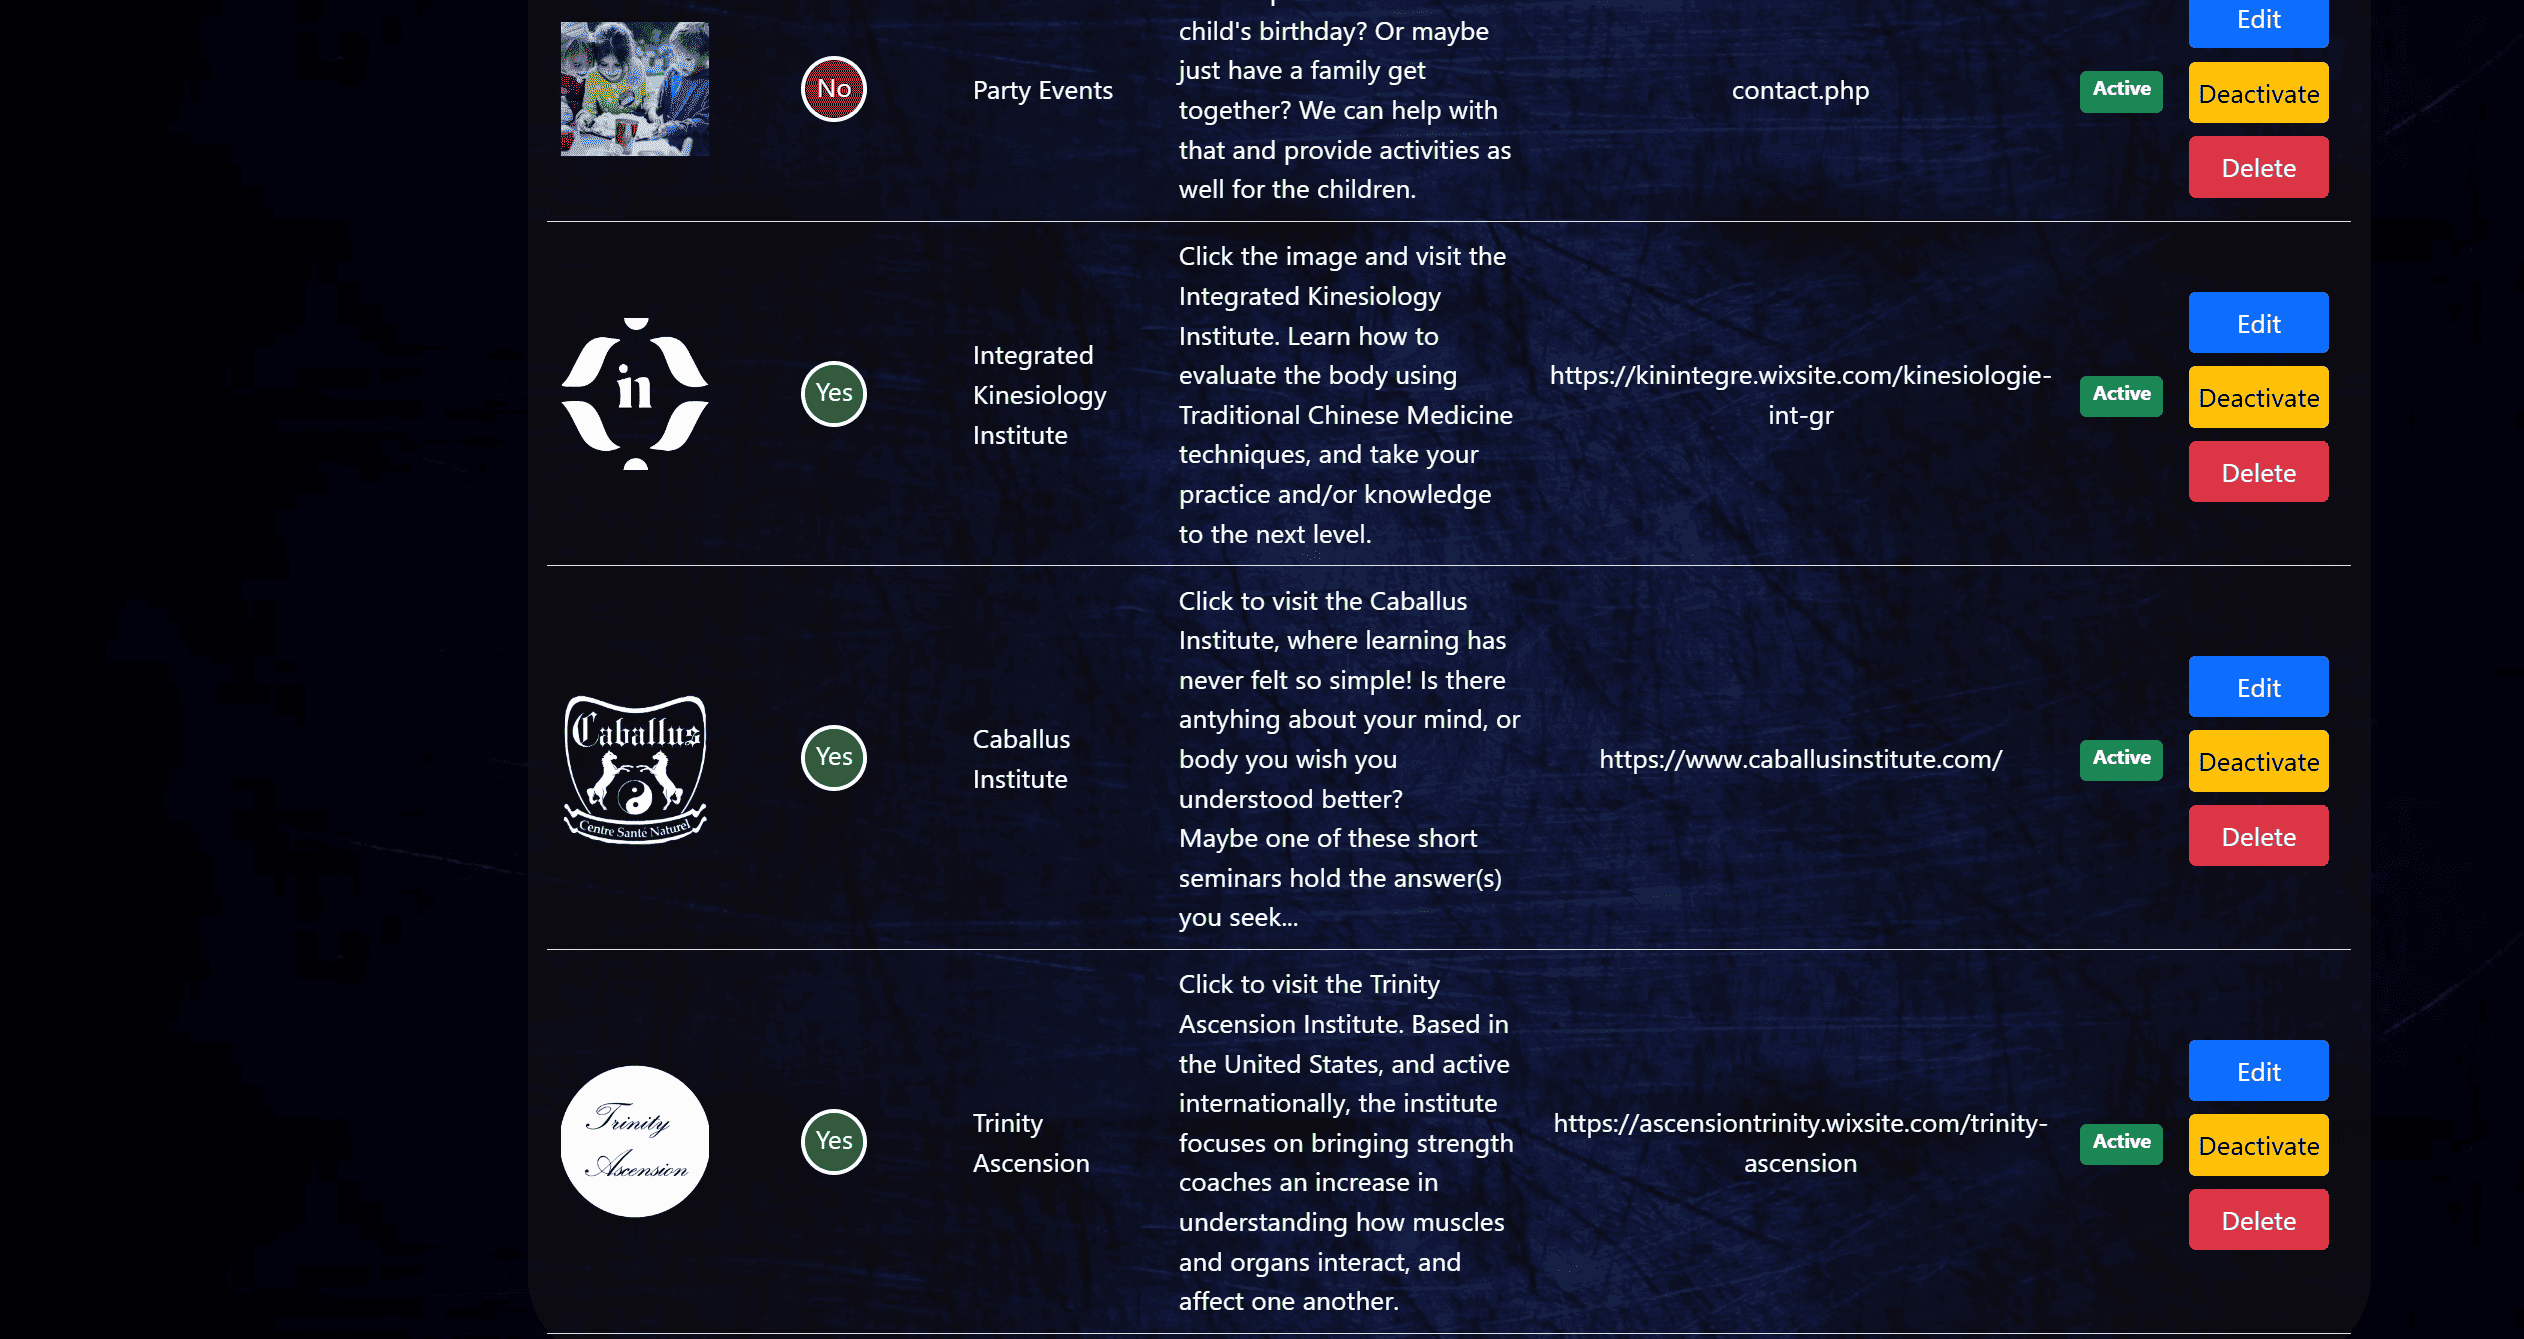 child's birthday? Or maybe
just have a family get
together? We can help with
that and provide activities as
well for the children.
No
Party Events
contact.php
Active
Edit
Deactivate
Delete
in
Yes
Integrated
Kinesiology
Institute
Click the image and visit the
Integrated Kinesiology
Institute. Learn how to
evaluate the body using
Traditional Chinese Medicine
techniques, and take your
practice and/or knowledge
to the next level.
https://kinintegre.wixsite.com/kinesiologie-
int-gr
Active
Edit
Deactivate
Delete
Caballus
Centre Santé Naturel
Yes
Caballus
Institute
Click to visit the Caballus
Institute, where learning has
never felt so simple! Is there
antyhing about your mind, or
body you wish you
understood better?
Maybe one of these short
seminars hold the answer(s)
you seek...
https://www.caballusinstitute.com/
Active
Edit
Deactivate
Delete
Trinity
Ascension
Yes
Trinity
Ascension
Click to visit the Trinity
Ascension Institute. Based in
the United States, and active
internationally, the institute
focuses on bringing strength
coaches an increase in
understanding how muscles
and organs interact, and
affect one another.
https://ascensiontrinity.wixsite.com/trinity-
ascension
Active
Edit
Deactivate
Delete